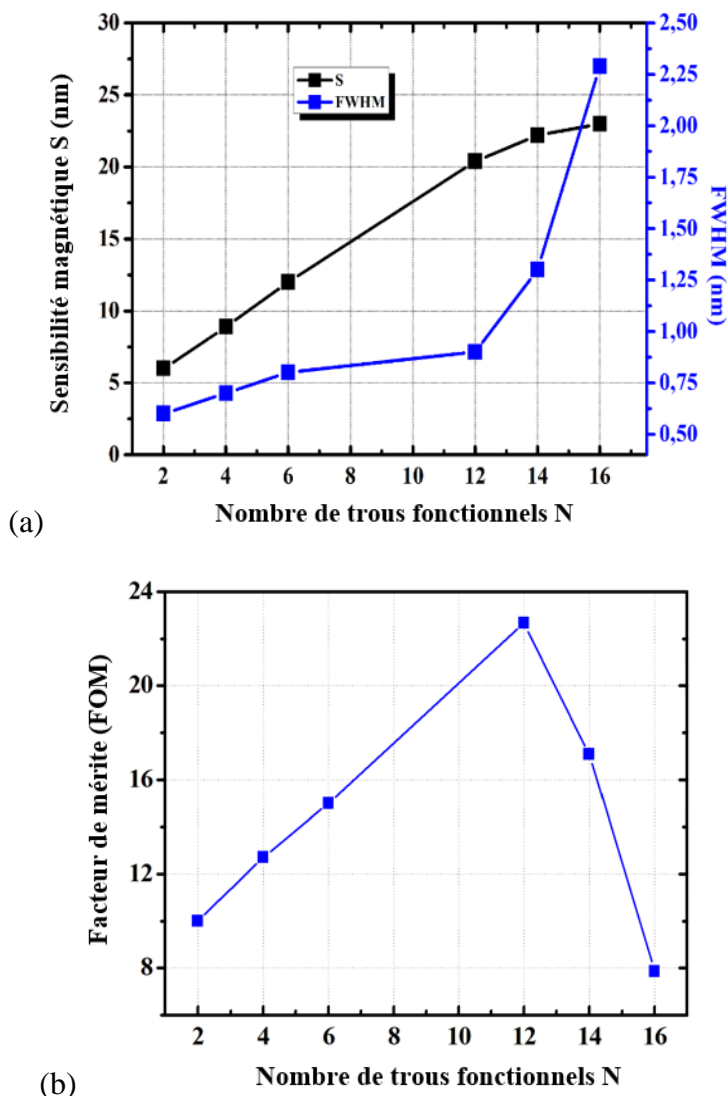 30
25
20
15
10
5
0
Sensibilité magnétique S (nm)
S
FWHM
2,50
2,25
2,00
1,75
1,50
1,25
1,00
0,75
0,50
FWHM (nm)
2 4 6 8 10 12 14 16
Nombre de trous fonctionnels N
(a)
24
20
16
12
8
Facteur de mérite (FOM)
2 4 6 8 10 12 14 16
Nombre de trous fonctionnels N
(b)